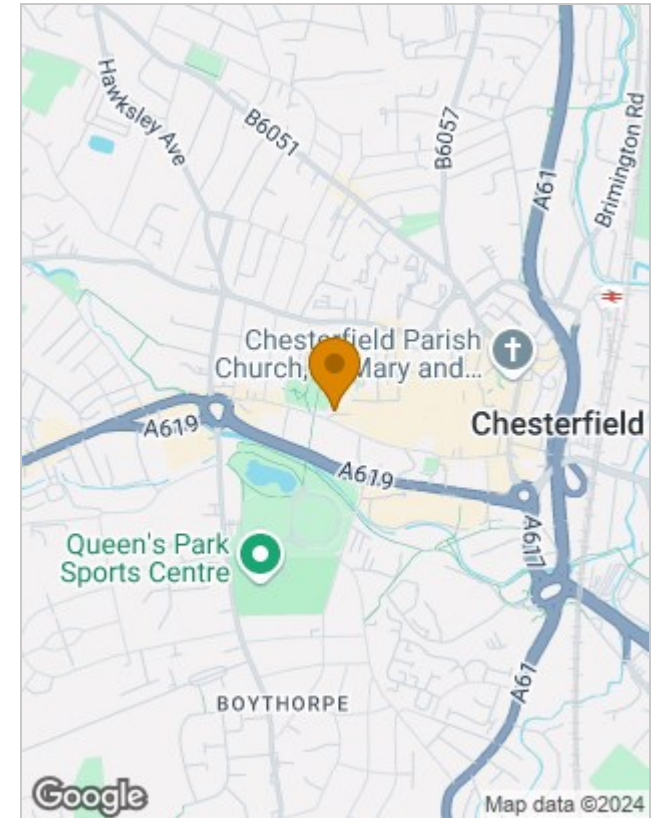 Hawksley Ave
B6051
B6057
A61
Brimington Rd
Chesterfield Parish
Church, Mary and...
Chesterfield
A619
A619
A617
Queen's Park
Sports Centre
BOYTHORPE
A61
Google
Map data ©2024